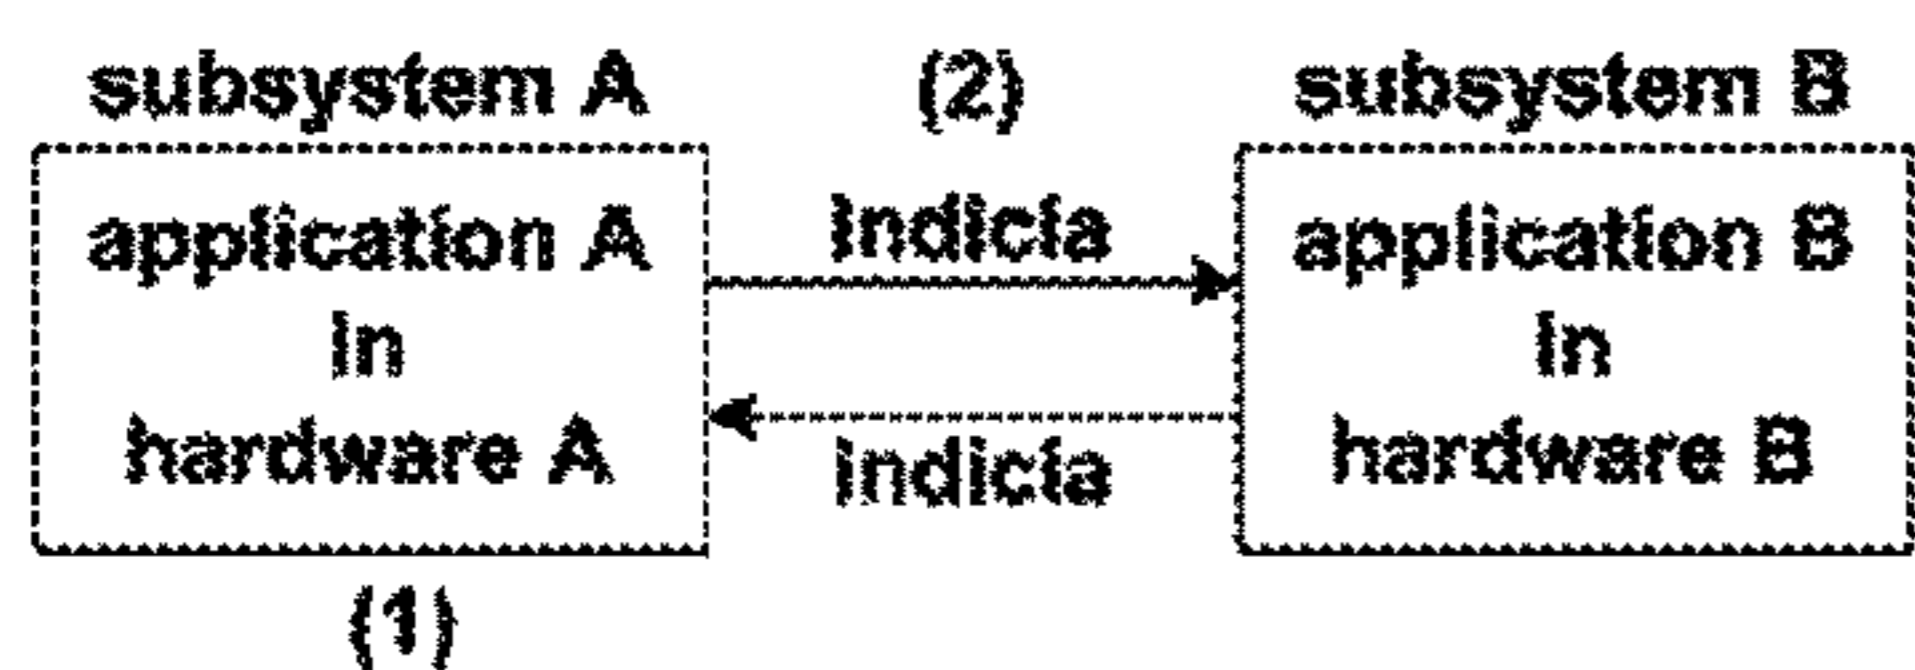 subsystem A
(2)
subsystem B
application A
in
hardware A
Indicia
Indicia
application B
in
hardware B
(1)